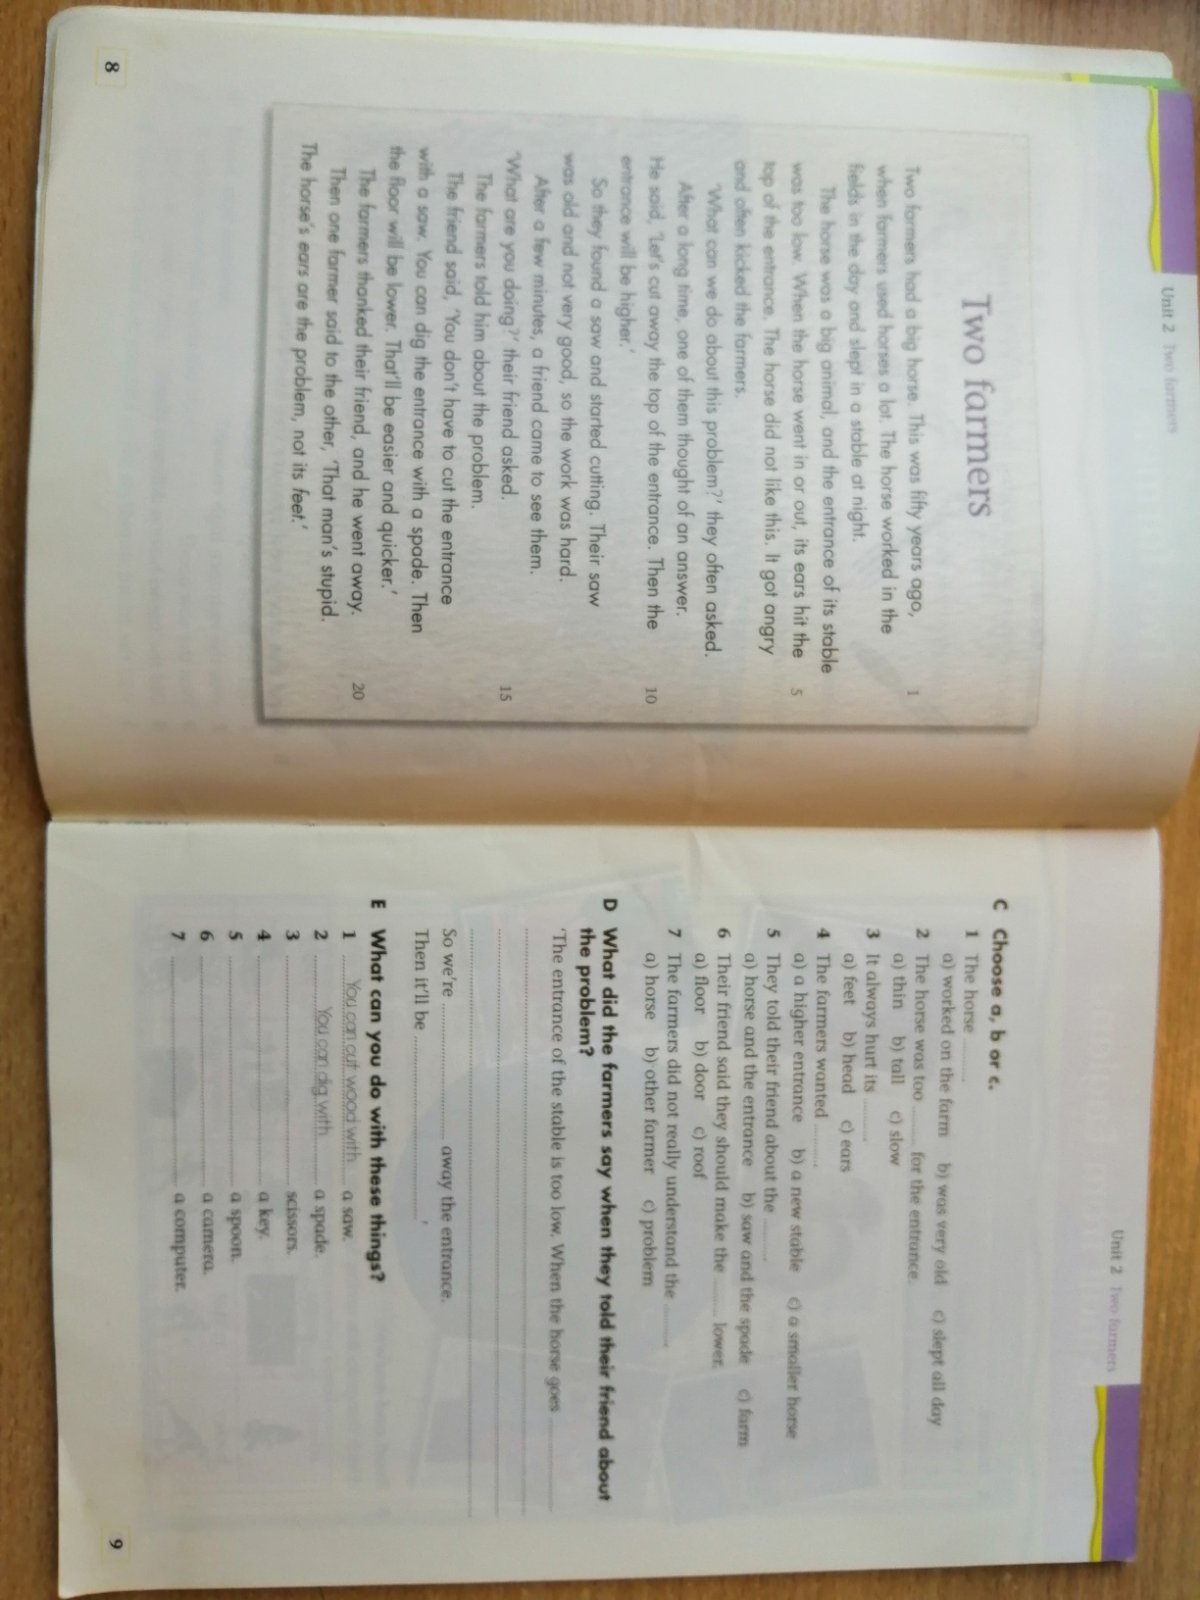 Unit 2 Two farmers
Two farmers
Two farmers had a big horse. This was fifty years ago, 1
when farmers used horses a lot. The horse worked in the
fields in the day and slept in a stable at night.
The horse was a big animal, and the entrance of its stable
was too low. When the horse went in or out, its ears hit the 5
top of the entrance. The horse did not like this. It got angry
and often kicked the farmers.
'What can we do about this problem?' they often asked.
After a long time, one of them thought of an answer.
He said, 'Let's cut away the top of the entrance. Then the 10
entrance will be higher.'
So they found a saw and started cutting. Their saw
was old and not very good, so the work was hard.
After a few minutes, a friend came to see them.
'What are you doing?' their friend asked. 15
The farmers told him about the problem.
The friend said, 'You don't have to cut the entrance
with a saw. You can dig the entrance with a spade. Then
the floor will be lower. That'll be easier and quicker.'
The farmers thanked their friend, and he went away. 20
Then one farmer said to the other, 'That man's stupid.
The horse's ears are the problem, not its feet.'
8
Unit 2 Two farmers
C Choose a, b or c.
1 The horse ........
a) worked on the farm b) was very old c) slept all day
2 The horse was too ........ for the entrance.
a) thin b) tall c) slow
3 It always hurt its ........
a) feet b) head c) ears
4 The farmers wanted ........
a) a higher entrance b) a new stable c) a smaller horse
5 They told their friend about the ........
a) horse and the entrance b) saw and the spade c) farm
6 Their friend said they should make the ........ lower.
a) floor b) door c) roof
7 The farmers did not really understand the ........
a) horse b) other farmer c) problem
D What did the farmers say when they told their friend about
the problem?
'The entrance of the stable is too low. When the horse goes ........
So we're ........ away the entrance.
Then it'll be ........'
E What can you do with these things?
1 You can cut wood with a saw.
2 You can dig with a spade.
3 ........ scissors.
4 ........ a key.
5 ........ a spoon.
6 ........ a camera.
7 ........ a computer.
9